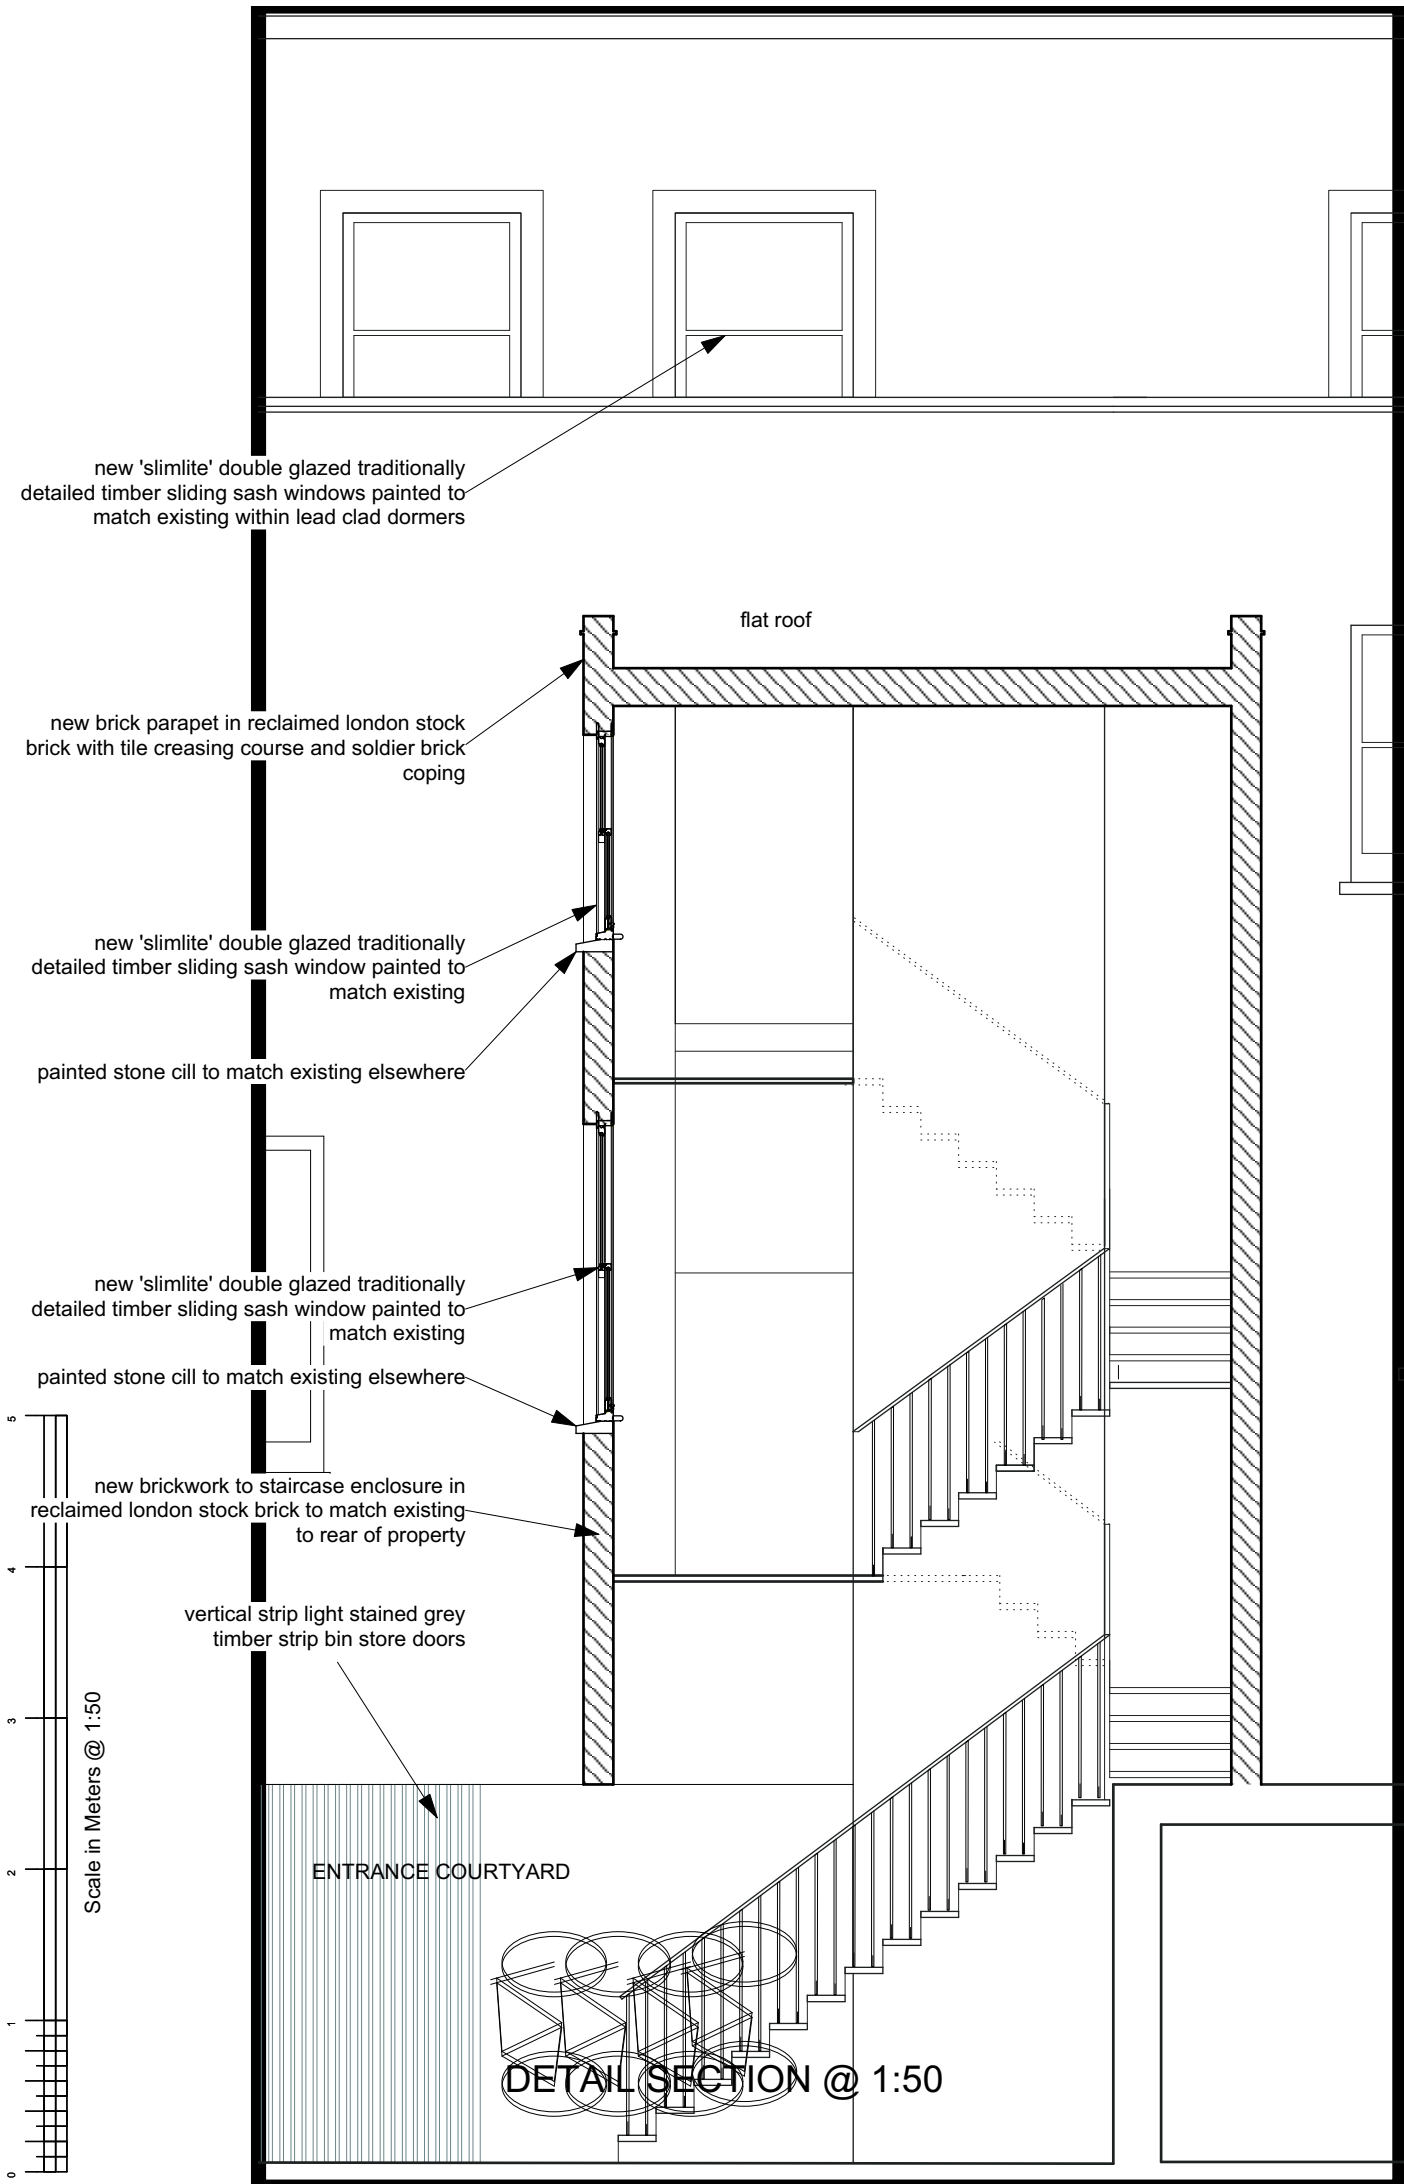 new 'slimlite' double glazed traditionally
detailed timber sliding sash windows painted to
match existing within lead clad dormers
flat roof
new brick parapet in reclaimed london stock
brick with tile creasing course and soldier brick
coping
new 'slimlite' double glazed traditionally
detailed timber sliding sash window painted to
match existing
painted stone cill to match existing elsewhere
new 'slimlite' double glazed traditionally
detailed timber sliding sash window painted to
match existing
painted stone cill to match existing elsewhere
new brickwork to staircase enclosure in
reclaimed london stock brick to match existing
to rear of property
vertical strip light stained grey
timber strip bin store doors
5
4
3
2
1
0
Scale in Meters @ 1:50
ENTRANCE COURTYARD
DETAIL SECTION @ 1:50